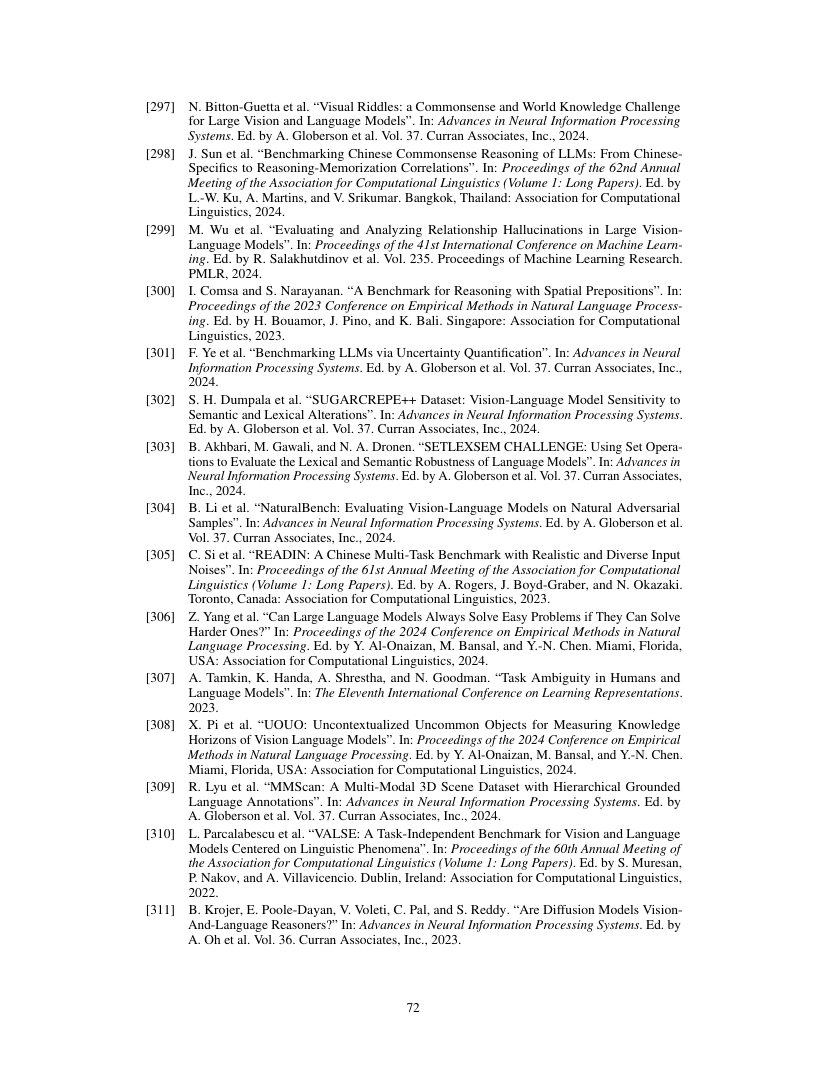 [297] N. Bitton-Guetta et al. “Visual Riddles: a Commonsense and World Knowledge Challenge
for Large Vision and Language Models”. In: Advances in Neural Information Processing
Systems. Ed. by A. Globerson et al. Vol. 37. Curran Associates, Inc., 2024.
[298] J. Sun et al. “Benchmarking Chinese Commonsense Reasoning of LLMs: From Chinese-
Specifics to Reasoning-Memorization Correlations”. In: Proceedings of the 62nd Annual
Meeting of the Association for Computational Linguistics (Volume 1: Long Papers). Ed. by
L.-W. Ku, A. Martins, and V. Srikumar. Bangkok, Thailand: Association for Computational
Linguistics, 2024.
[299] M. Wu et al. “Evaluating and Analyzing Relationship Hallucinations in Large Vision-
Language Models”. In: Proceedings of the 41st International Conference on Machine Learn-
ing. Ed. by R. Salakhutdinov et al. Vol. 235. Proceedings of Machine Learning Research.
PMLR, 2024.
[300] I. Comsa and S. Narayanan. “A Benchmark for Reasoning with Spatial Prepositions”. In:
Proceedings of the 2023 Conference on Empirical Methods in Natural Language Process-
ing. Ed. by H. Bouamor, J. Pino, and K. Bali. Singapore: Association for Computational
Linguistics, 2023.
[301] F. Ye et al. “Benchmarking LLMs via Uncertainty Quantification”. In: Advances in Neural
Information Processing Systems. Ed. by A. Globerson et al. Vol. 37. Curran Associates, Inc.,
2024.
[302] S. H. Dumpala et al. “SUGARCREPE++ Dataset: Vision-Language Model Sensitivity to
Semantic and Lexical Alterations”. In: Advances in Neural Information Processing Systems.
Ed. by A. Globerson et al. Vol. 37. Curran Associates, Inc., 2024.
[303] B. Akhbari, M. Gawali, and N. A. Dronen. “SETLEXSEM CHALLENGE: Using Set Opera-
tions to Evaluate the Lexical and Semantic Robustness of Language Models”. In: Advances in
Neural Information Processing Systems. Ed. by A. Globerson et al. Vol. 37. Curran Associates,
Inc., 2024.
[304] B. Li et al. “NaturalBench: Evaluating Vision-Language Models on Natural Adversarial
Samples”. In: Advances in Neural Information Processing Systems. Ed. by A. Globerson et al.
Vol. 37. Curran Associates, Inc., 2024.
[305] C. Si et al. “READIN: A Chinese Multi-Task Benchmark with Realistic and Diverse Input
Noises”. In: Proceedings of the 61st Annual Meeting of the Association for Computational
Linguistics (Volume 1: Long Papers). Ed. by A. Rogers, J. Boyd-Graber, and N. Okazaki.
Toronto, Canada: Association for Computational Linguistics, 2023.
[306] Z. Yang et al. “Can Large Language Models Always Solve Easy Problems if They Can Solve
Harder Ones?” In: Proceedings of the 2024 Conference on Empirical Methods in Natural
Language Processing. Ed. by Y. Al-Onaizan, M. Bansal, and Y.-N. Chen. Miami, Florida,
USA: Association for Computational Linguistics, 2024.
[307] A. Tamkin, K. Handa, A. Shrestha, and N. Goodman. “Task Ambiguity in Humans and
Language Models”. In: The Eleventh International Conference on Learning Representations.
2023.
[308] X. Pi et al. “UOUO: Uncontextualized Uncommon Objects for Measuring Knowledge
Horizons of Vision Language Models”. In: Proceedings of the 2024 Conference on Empirical
Methods in Natural Language Processing. Ed. by Y. Al-Onaizan, M. Bansal, and Y.-N. Chen.
Miami, Florida, USA: Association for Computational Linguistics, 2024.
[309] R. Lyu et al. “MMScan: A Multi-Modal 3D Scene Dataset with Hierarchical Grounded
Language Annotations”. In: Advances in Neural Information Processing Systems. Ed. by
A. Globerson et al. Vol. 37. Curran Associates, Inc., 2024.
[310] L. Parcalabescu et al. “VALSE: A Task-Independent Benchmark for Vision and Language
Models Centered on Linguistic Phenomena”. In: Proceedings of the 60th Annual Meeting of
the Association for Computational Linguistics (Volume 1: Long Papers). Ed. by S. Muresan,
P. Nakov, and A. Villavicencio. Dublin, Ireland: Association for Computational Linguistics,
2022.
[311] B. Krojer, E. Poole-Dayan, V. Voleti, C. Pal, and S. Reddy. “Are Diffusion Models Vision-
And-Language Reasoners?” In: Advances in Neural Information Processing Systems. Ed. by
A. Oh et al. Vol. 36. Curran Associates, Inc., 2023.
72